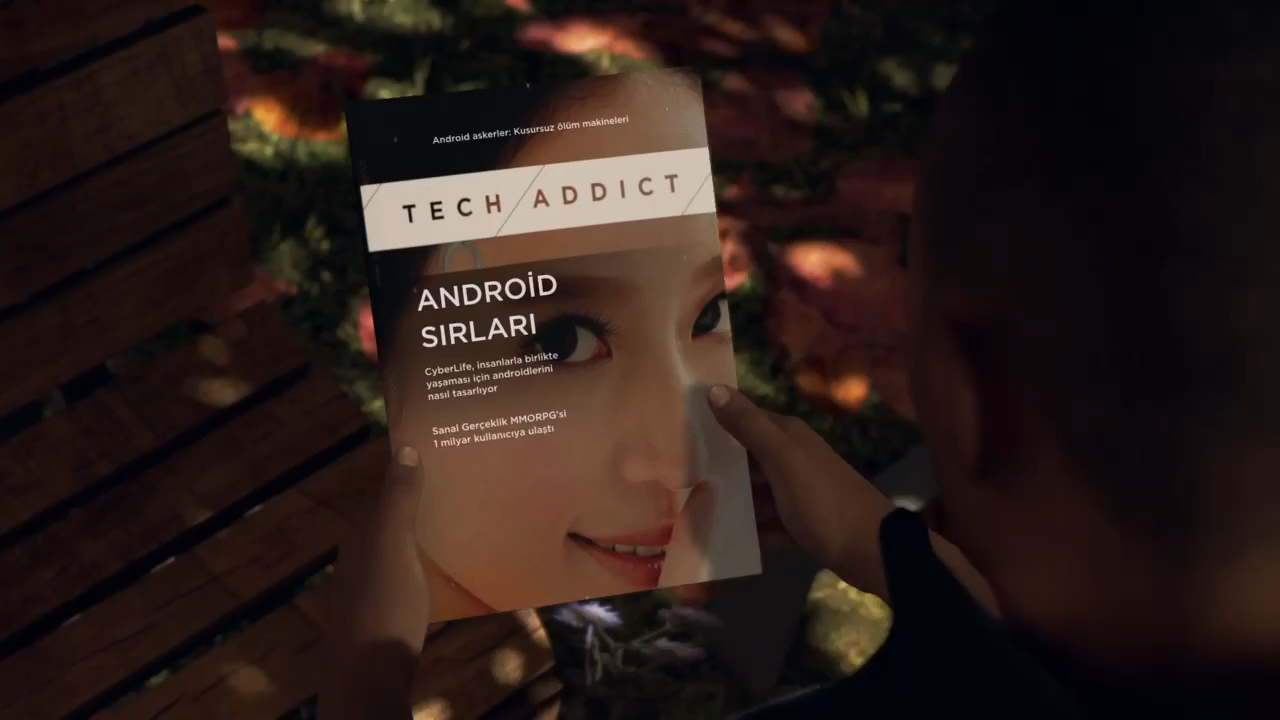 Android askerler: Kusursuz ölüm makineleri
TECH ADDICT
ANDROİD
SIRLARI
CyberLife, insanlarla birlikte
yaşaması için androidlerini
nasıl tasarlıyor
Sanal Gerçeklik MMORPG'si
1 milyar kullanıcıya ulaştı